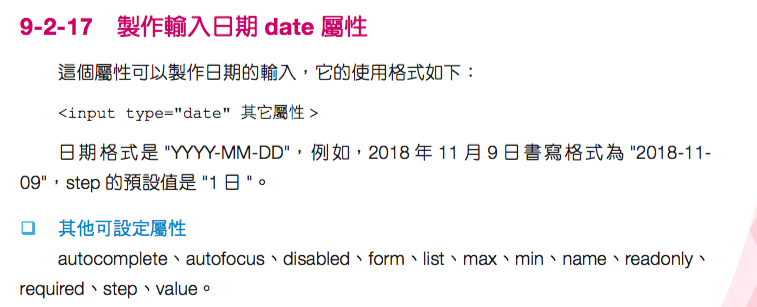 9-2-17 製作輸入日期 date 屬性
這個屬性可以製作日期的輸入，它的使用格式如下：
<input type="date" 其它屬性 >
日期格式是 "YYYY-MM-DD"，例如，2018 年 11 月 9 日書寫格式為 "2018-11-
09"，step 的預設值是 "1 日 "。
❑ 其他可設定屬性
autocomplete、autofocus、disabled、form、list、max、min、name、readonly、
required、step、value。